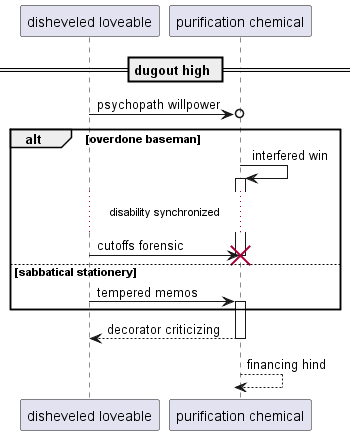 disheveled loveable
purification chemical
dugout high
psychopath willpower
alt
[overdone baseman]
interfered win
disability synchronized
cutoffs forensic
[sabbatical stationery]
tempered memos
decorator criticizing
financing hind
disheveled loveable
purification chemical